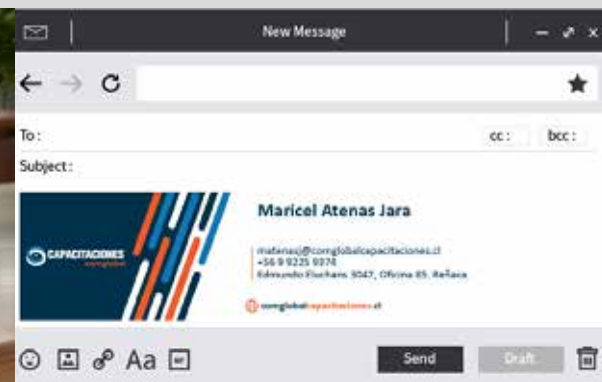 New Message
To :
cc :
bcc :
Subject :
CAPACITACIONES
comglobal
Maricel Atenas Jara
matenasj@comglobalcapacitaciones.cl
+56 9 9225 9374
Edmundo Eluchans 3047, Oficina 85, Reñaca
comglobalcapacitaciones.cl
Aa
Send
Draft